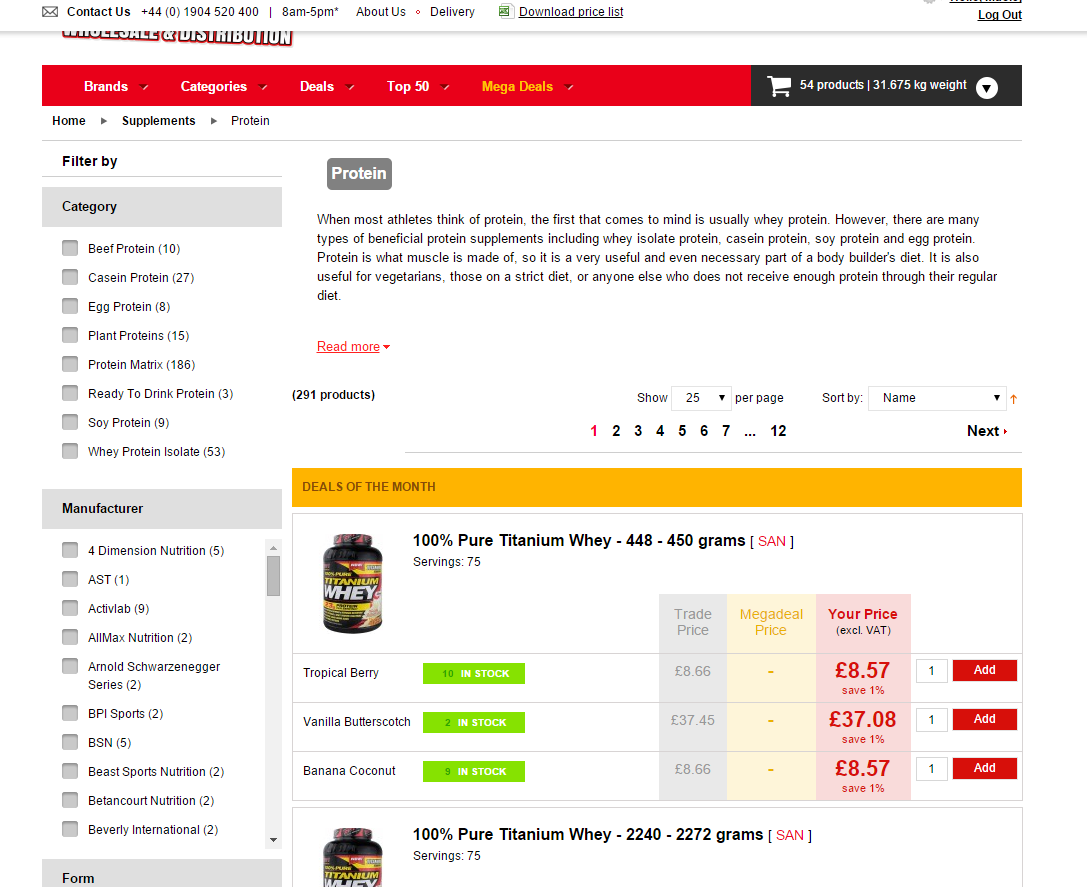 Contact Us +44 (0) 1904 520 400 | 8am-5pm* About Us Delivery Download price list
Log Out
WHOLESALE & DISTRIBUTION
Brands Categories Deals Top 50 Mega Deals 54 products | 31.675 kg weight
Home Supplements Protein
Filter by
Category
Beef Protein (10)
Casein Protein (27)
Egg Protein (8)
Plant Proteins (15)
Protein Matrix (186)
Ready To Drink Protein (3)
Soy Protein (9)
Whey Protein Isolate (53)
Manufacturer
4 Dimension Nutrition (5)
AST (1)
Activlab (9)
AllMax Nutrition (2)
Arnold Schwarzenegger
Series (2)
BPI Sports (2)
BSN (5)
Beast Sports Nutrition (2)
Betancourt Nutrition (2)
Beverly International (2)
Form
Protein
When most athletes think of protein, the first that comes to mind is usually whey protein. However, there are many
types of beneficial protein supplements including whey isolate protein, casein protein, soy protein and egg protein.
Protein is what muscle is made of, so it is a very useful and even necessary part of a body builder's diet. It is also
useful for vegetarians, those on a strict diet, or anyone else who does not receive enough protein through their regular
diet.
Read more
(291 products) Show 25 per page Sort by: Name
1 2 3 4 5 6 7 ... 12 Next
DEALS OF THE MONTH
100% Pure Titanium Whey - 448 - 450 grams [ SAN ]
Servings: 75
100% PURE
TITANIUM
WHEY
Trade Price Megadeal Price Your Price (excl. VAT)
Tropical Berry 10 IN STOCK £8.66 - £8.57 save 1% 1 Add
Vanilla Butterscotch 2 IN STOCK £37.45 - £37.08 save 1% 1 Add
Banana Coconut 9 IN STOCK £8.66 - £8.57 save 1% 1 Add
100% Pure Titanium Whey - 2240 - 2272 grams [ SAN ]
Servings: 75
100% PURE
TITANIUM
WHEY